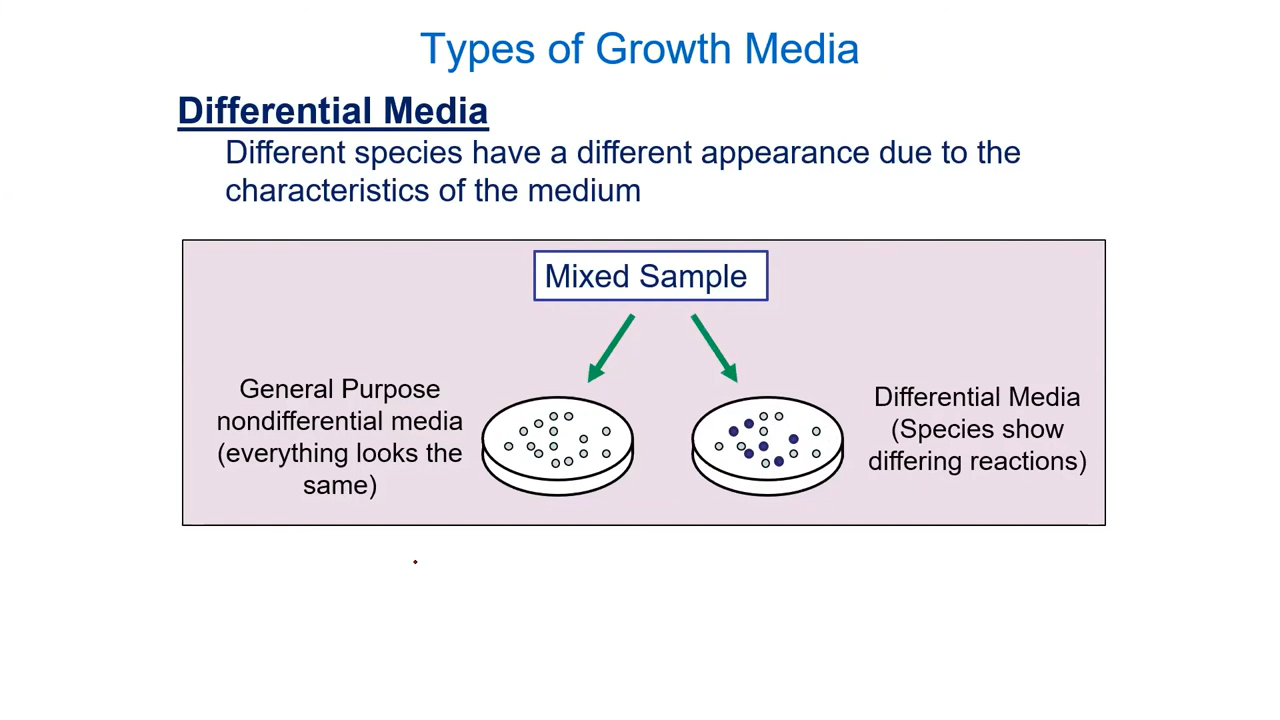 Types of Growth Media
Differential Media
Different species have a different appearance due to the
characteristics of the medium
Mixed Sample
General Purpose
nondifferential media
(everything looks the
same)
Differential Media
(Species show
differing reactions)